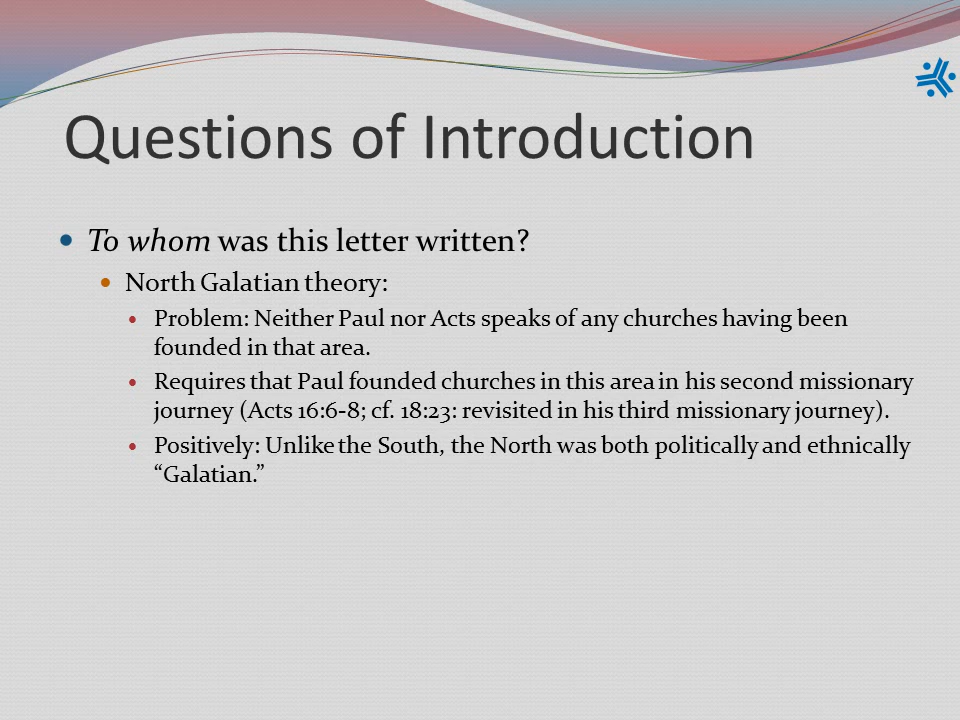 Questions of Introduction
• To whom was this letter written?
• North Galatian theory:
• Problem: Neither Paul nor Acts speaks of any churches having been
founded in that area.
• Requires that Paul founded churches in this area in his second missionary
journey (Acts 16:6-8; cf. 18:23: revisited in his third missionary journey).
• Positively: Unlike the South, the North was both politically and ethnically
“Galatian.”